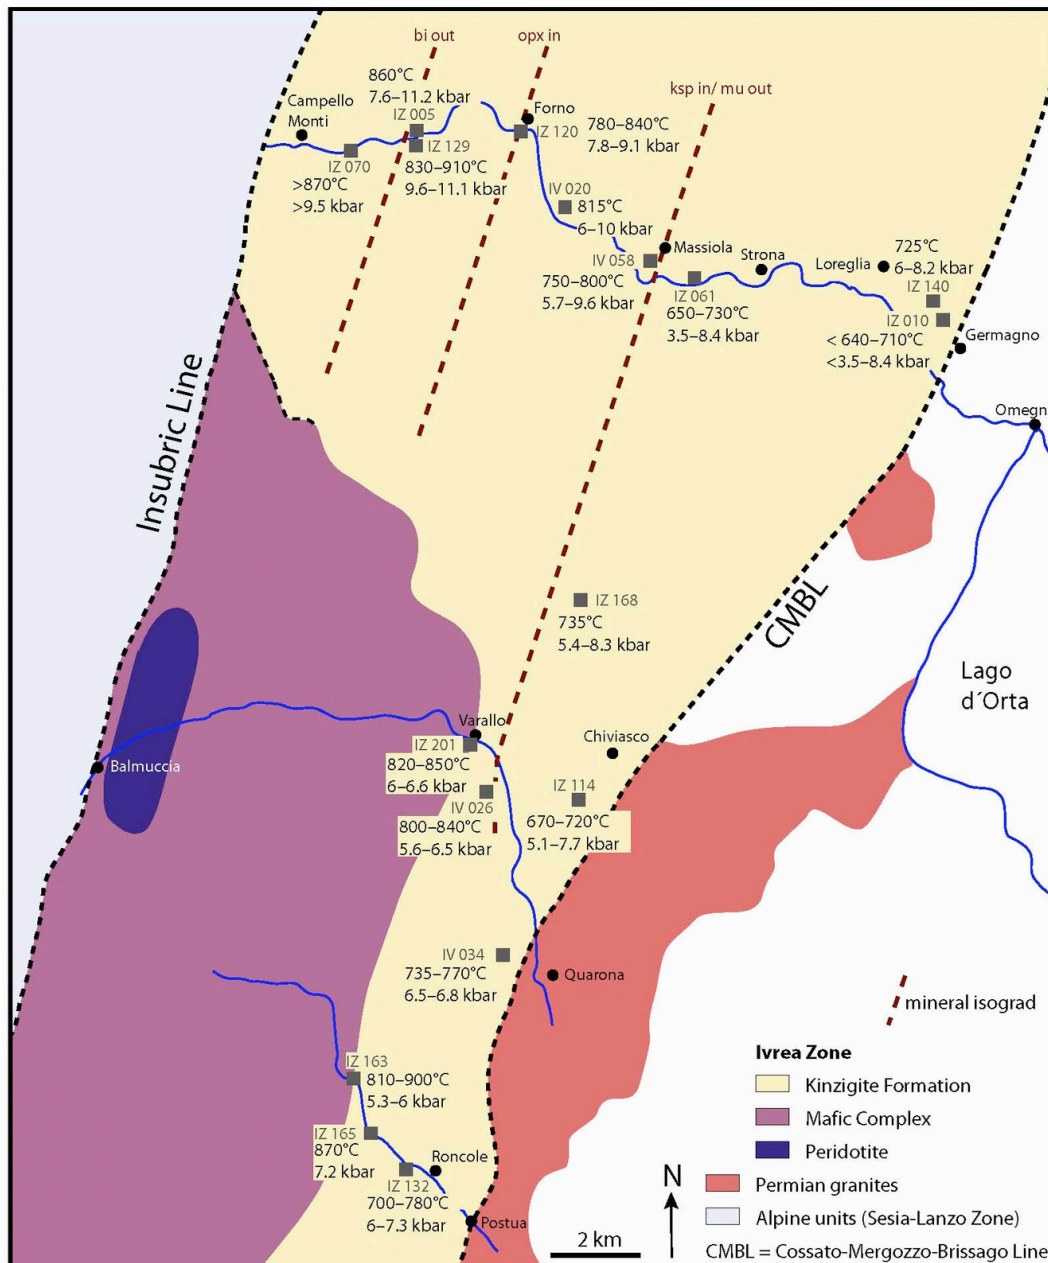 bi out
opx in
860°C
7.6–11.2 kbar
ksp in/ mu out
Campello
Monti
IZ 005
Forno
IZ 120
780–840°C
7.8–9.1 kbar
IZ 129
IZ 070
830–910°C
9.6–11.1 kbar
>870°C
>9.5 kbar
IV 020
815°C
6–10 kbar
Massiola
Strona
725°C
6–8.2 kbar
Loreglia
IV 058
750–800°C
5.7–9.6 kbar
IZ 061
650–730°C
3.5–8.4 kbar
IZ 140
IZ 010
< 640–710°C
<3.5–8.4 kbar
Germagno
Insubric Line
Omegn
CMBL
IZ 168
735°C
5.4–8.3 kbar
Lago
d´Orta
Varallo
Chiviasco
IZ 201
820–850°C
6–6.6 kbar
Balmuccia
IV 026
800–840°C
5.6–6.5 kbar
IZ 114
670–720°C
5.1–7.7 kbar
IV 034
735–770°C
6.5–6.8 kbar
Quarona
mineral isograd
IZ 163
810–900°C
5.3–6 kbar
IZ 165
870°C
7.2 kbar
Roncole
IZ 132
700–780°C
6–7.3 kbar
Postua
Ivrea Zone
Kinzigite Formation
Mafic Complex
Peridotite
Permian granites
Alpine units (Sesia-Lanzo Zone)
CMBL = Cossato-Mergozzo-Brissago Line
N
2 km